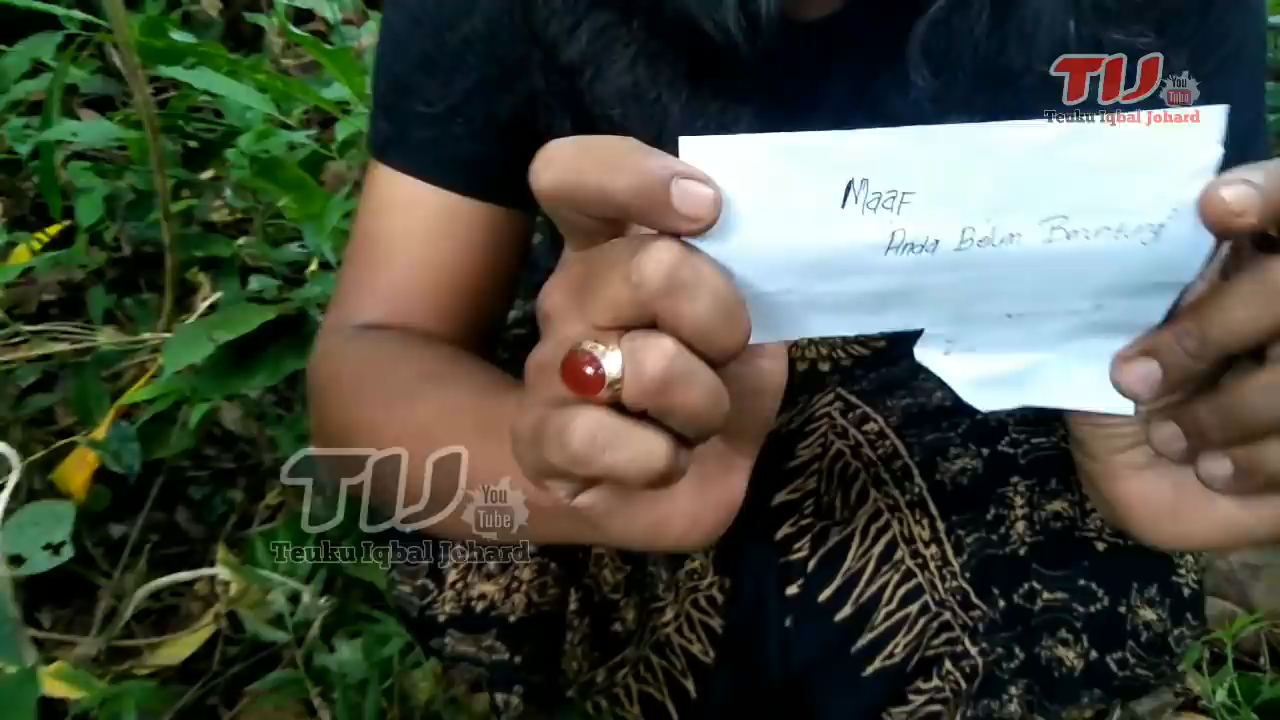 TIJ
You
Tube
Teuku Iqbal Johard
Maaf
Anda Belum Beruntung
TIJ
You
Tube
Teuku Iqbal Johard